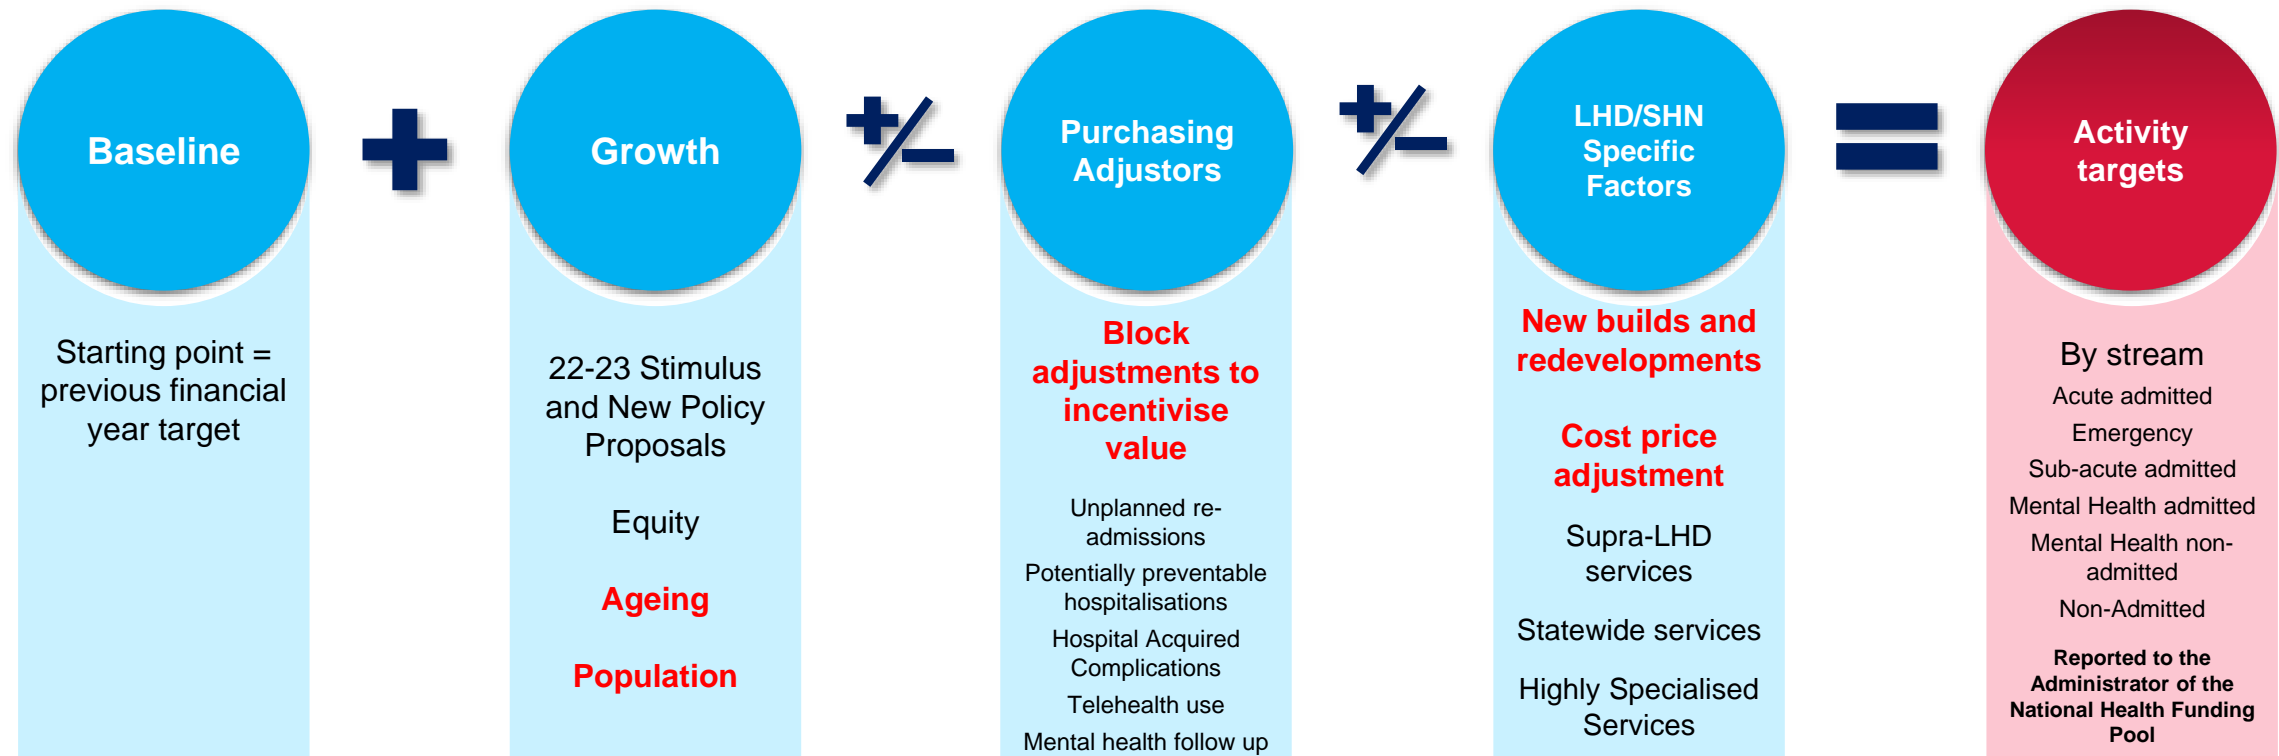 Baseline
Starting point =
previous financial
year target
Growth
22-23 Stimulus
and New Policy
Proposals
Equity
Ageing
Population
Purchasing
Adjustors
Block
adjustments to
incentivise
value
Unplanned re-
admissions
Potentially preventable
hospitalisations
Hospital Acquired
Complications
Telehealth use
Mental health follow up
LHD/SHN
Specific
Factors
New builds and
redevelopments
Cost price
adjustment
Supra-LHD
services
Statewide services
Highly Specialised
Services
Activity
targets
By stream
Acute admitted
Emergency
Sub-acute admitted
Mental Health admitted
Mental Health non-
admitted
Non-Admitted
Reported to the
Administrator of the
National Health Funding
Pool